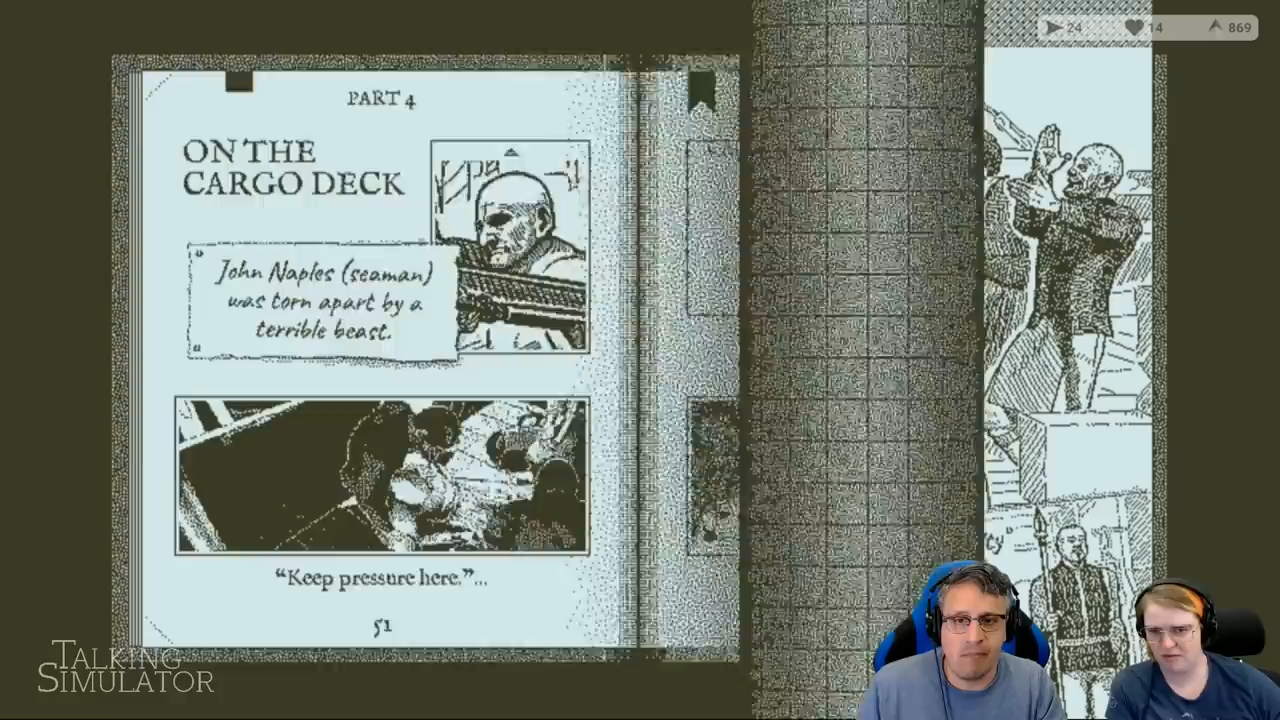 24 14 869
PART 4
ON THE
CARGO DECK
John Naples (seaman)
was torn apart by a
terrible beast.
"Keep pressure here."...
51
TALKING
SIMULATOR